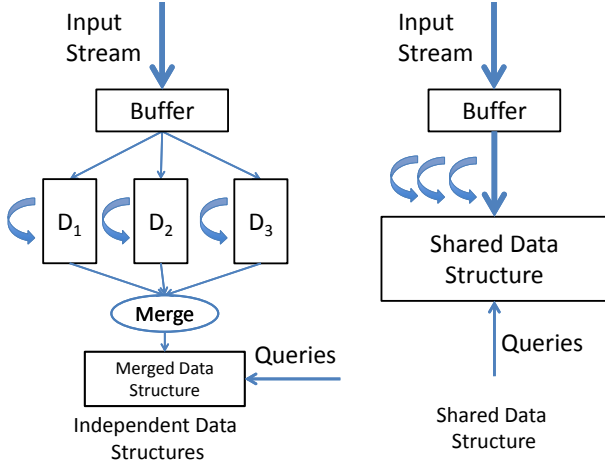 Input
Stream
Buffer
D1
D2
D3
Merge
Merged Data
Structure
Queries
Independent Data
Structures
Input
Stream
Buffer
Shared Data
Structure
Queries
Shared Data
Structure